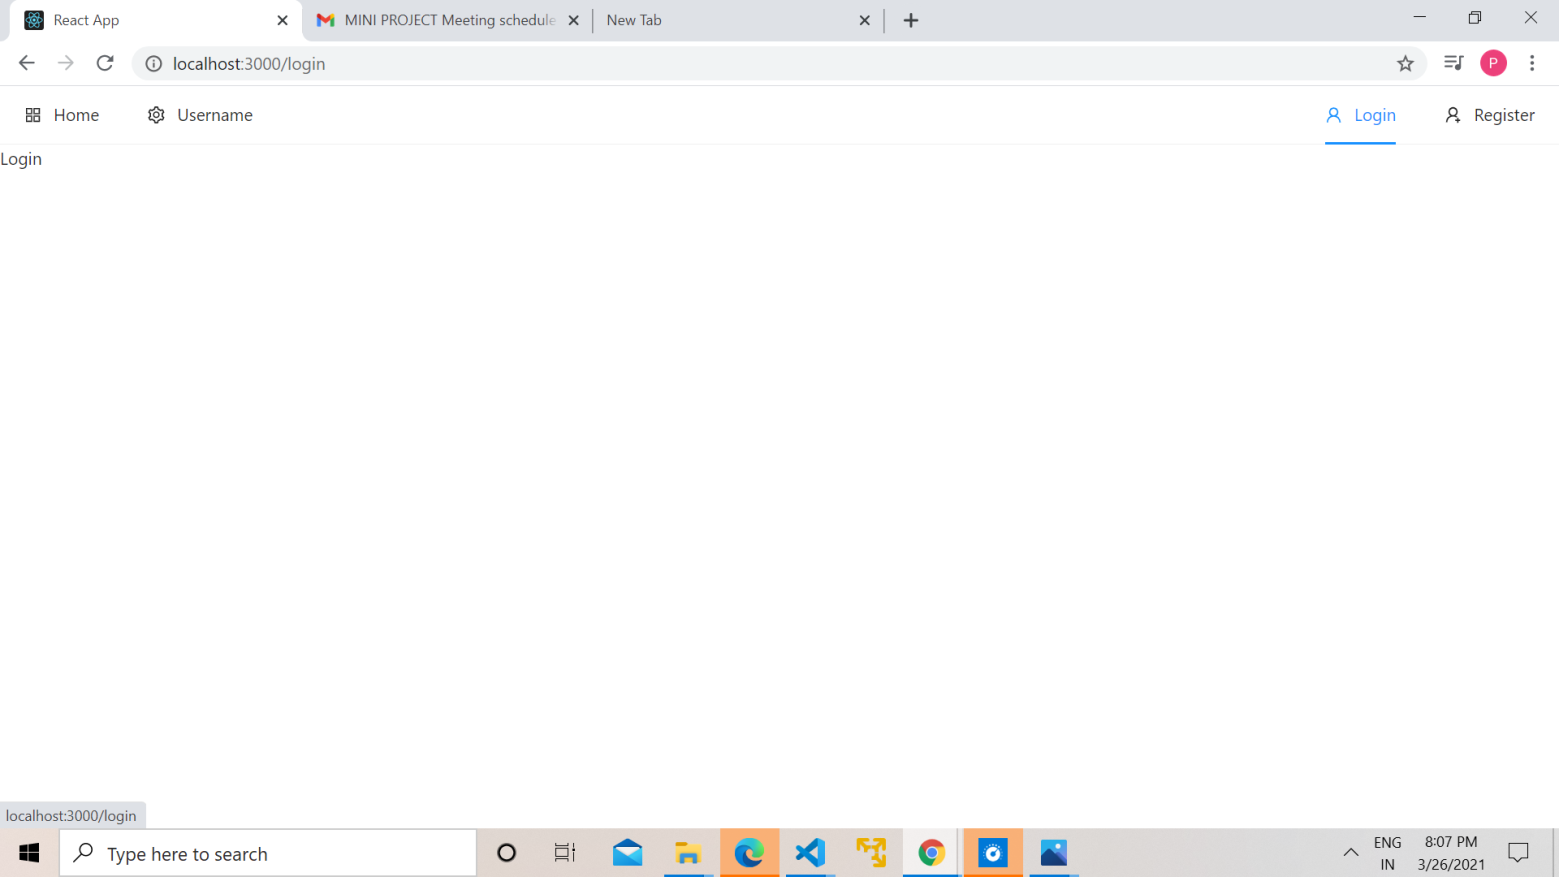 React App
MINI PROJECT Meeting schedule
New Tab
localhost:3000/login
P
Home
Username
Login
Register
Login
localhost:3000/login
Type here to search
ENG
IN
8:07 PM
3/26/2021